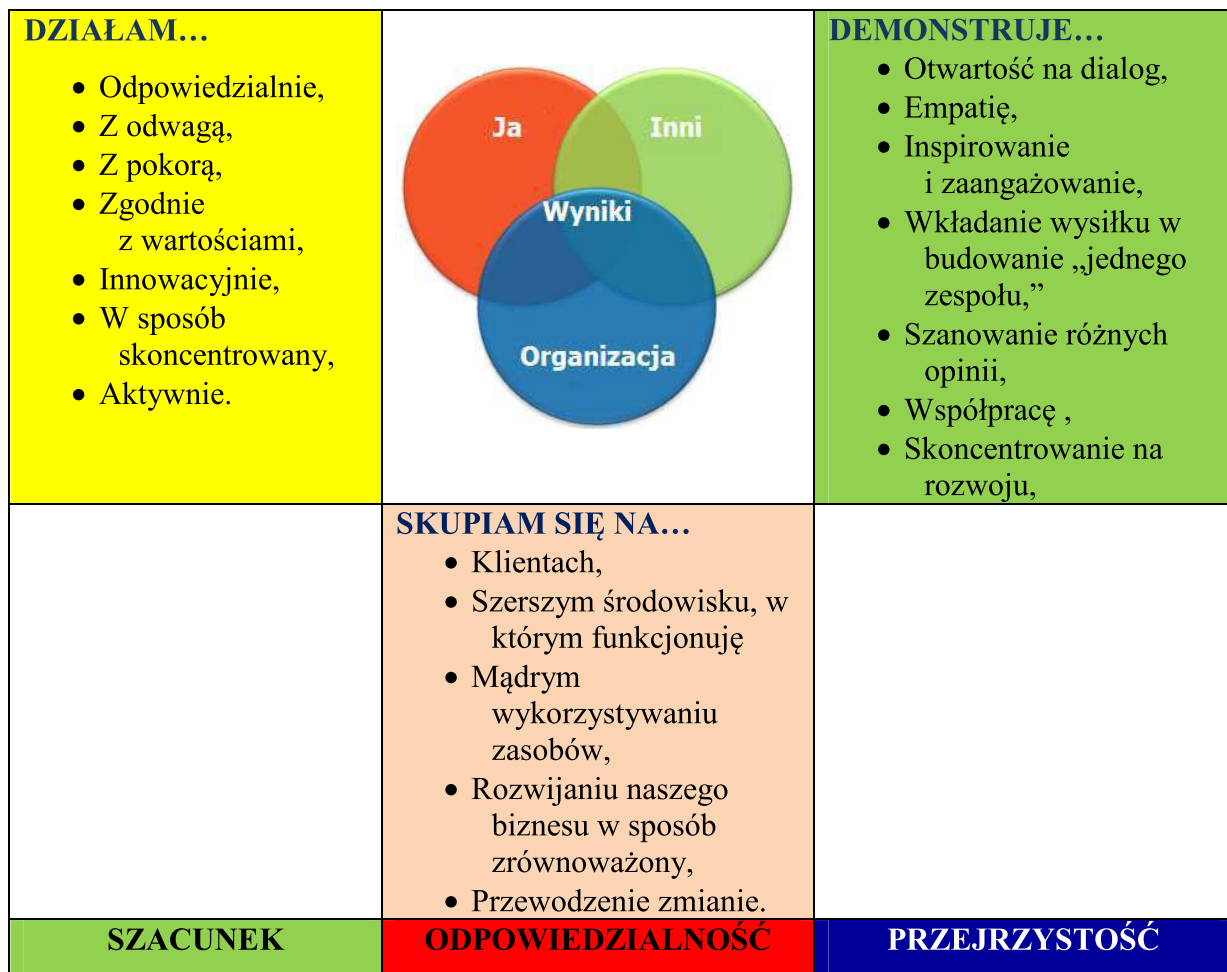 DZIAŁAM…
• Odpowiedzialnie,
• Z odwagą,
• Z pokorą,
• Zgodnie
z wartościami,
• Innowacyjnie,
• W sposób
skoncentrowany,
• Aktywnie.
Ja
Inni
Wyniki
Organizacja
DEMONSTRUJE…
• Otwartość na dialog,
• Empatię,
• Inspirowanie
i zaangażowanie,
• Wkładanie wysiłku w
budowanie „jednego
zespołu,”
• Szanowanie różnych
opinii,
• Współpracę ,
• Skoncentrowanie na
rozwoju,
SKUPIAM SIĘ NA…
• Klientach,
• Szerszym środowisku, w
którym funkcjonuję
• Mądrym
wykorzystywaniu
zasobów,
• Rozwijaniu naszego
biznesu w sposób
zrównoważony,
• Przewodzenie zmianie.
SZACUNEK
ODPOWIEDZIALNOŚĆ
PRZEJRZYSTOŚĆ